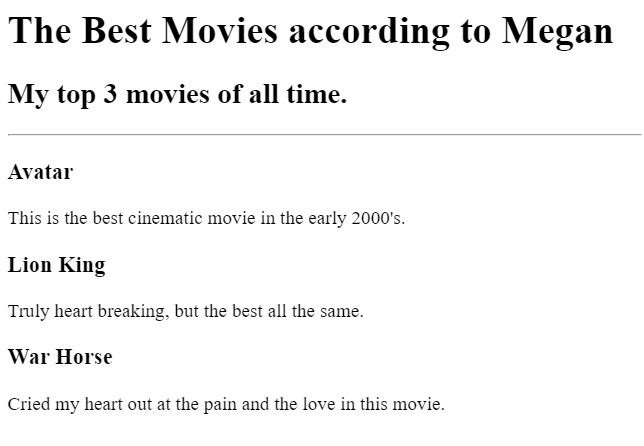 The Best Movies according to Megan
My top 3 movies of all time.
Avatar
This is the best cinematic movie in the early 2000's.
Lion King
Truly heart breaking, but the best all the same.
War Horse
Cried my heart out at the pain and the love in this movie.